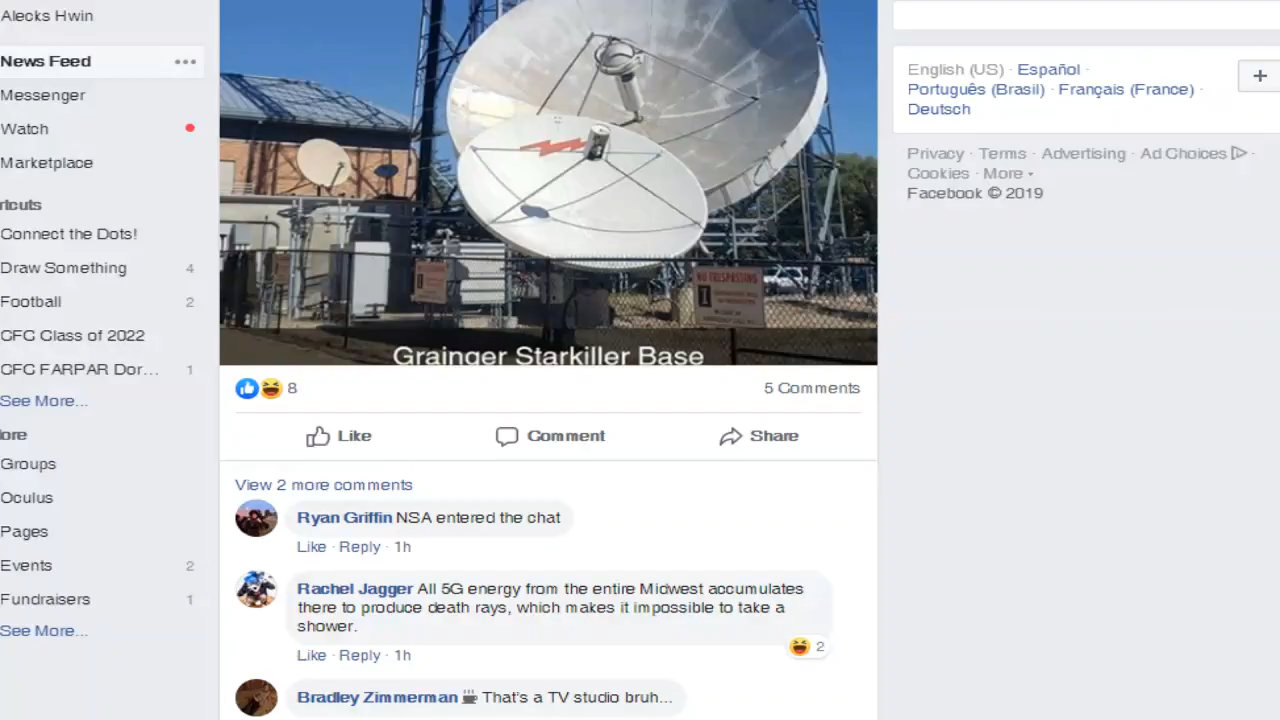 Alecks Hwin
News Feed
Messenger
Watch
Marketplace
rtcuts
Connect the Dots!
Draw Something 4
Football 2
CFC Class of 2022
CFC FARPAR Dor... 1
See More...
ore
Groups
Oculus
Pages
Events 2
Fundraisers 1
See More...
NO TRESPASSING
Grainger Starkiller Base
8
5 Comments
Like
Comment
Share
View 2 more comments
Ryan Griffin NSA entered the chat
Like · Reply · 1h
Rachel Jagger All 5G energy from the entire Midwest accumulates
there to produce death rays, which makes it impossible to take a
shower.
2
Like · Reply · 1h
Bradley Zimmerman ☕ That's a TV studio bruh...
English (US) · Español ·
Português (Brasil) · Français (France) ·
Deutsch
Privacy · Terms · Advertising · Ad Choices ·
Cookies · More
Facebook © 2019